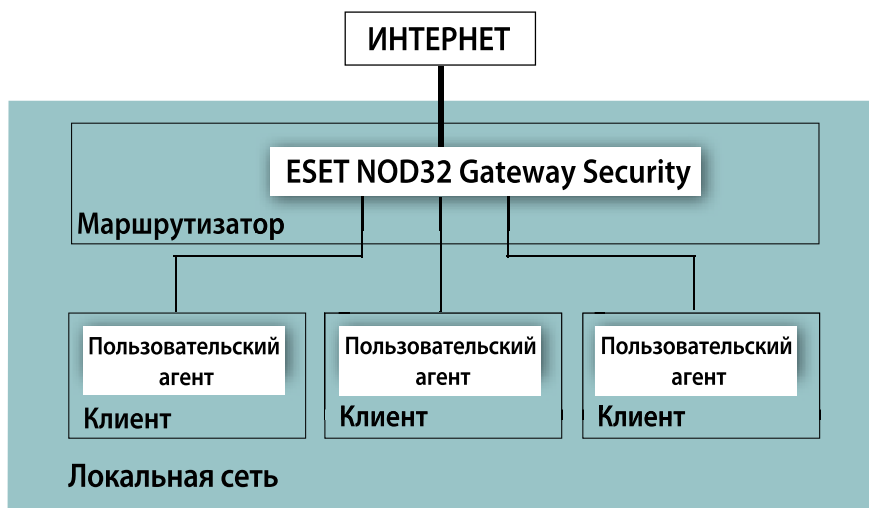 ИНТЕРНЕТ
ESET NOD32 Gateway Security
Маршрутизатор
Пользовательский
агент
Клиент
Пользовательский
агент
Клиент
Пользовательский
агент
Клиент
Локальная сеть